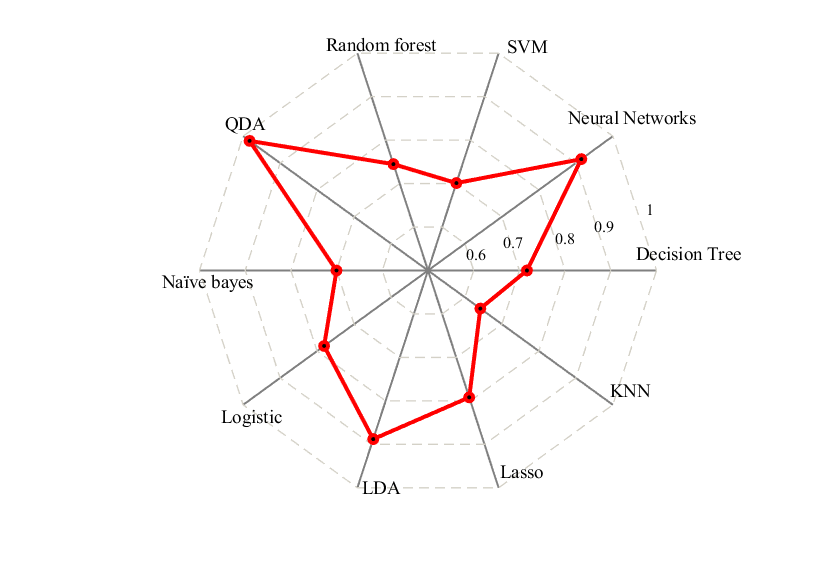 Random forest
SVM
Neural Networks
QDA
1
0.9
0.8
0.7
0.6
Decision Tree
Naïve bayes
KNN
Logistic
Lasso
LDA